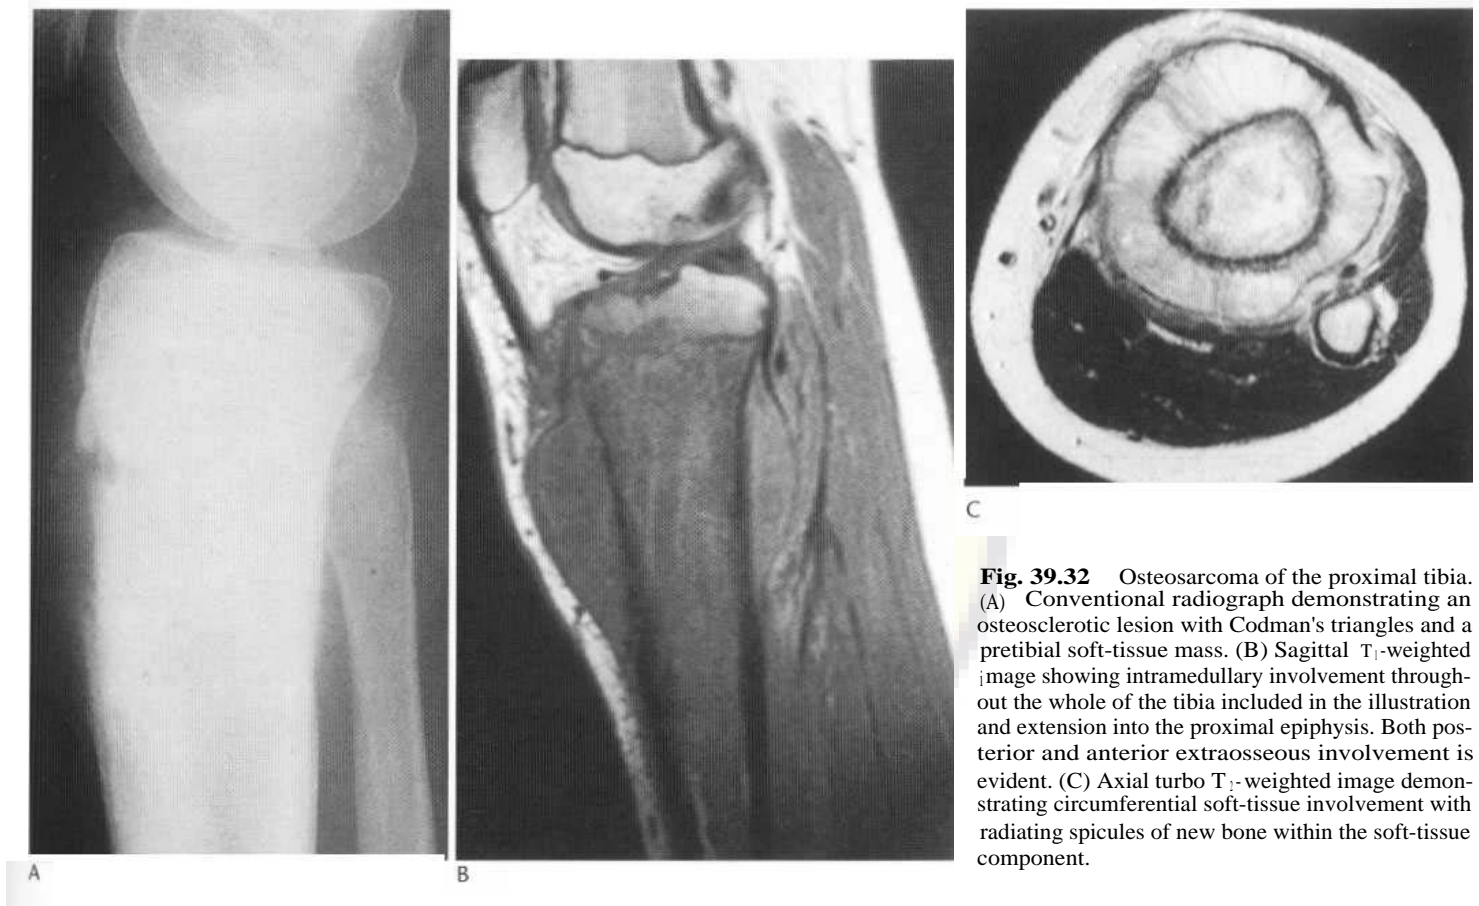 A
B
C
Fig. 39.32 Osteosarcoma of the proximal tibia.
(A) Conventional radiograph demonstrating an
osteosclerotic lesion with Codman's triangles and a
pretibial soft-tissue mass. (B) Sagittal T₁-weighted
image showing intramedullary involvement through-
out the whole of the tibia included in the illustration
and extension into the proximal epiphysis. Both pos-
terior and anterior extraosseous involvement is
evident. (C) Axial turbo T₁-weighted image demon-
strating circumferential soft-tissue involvement with
radiating spicules of new bone within the soft-tissue
component.